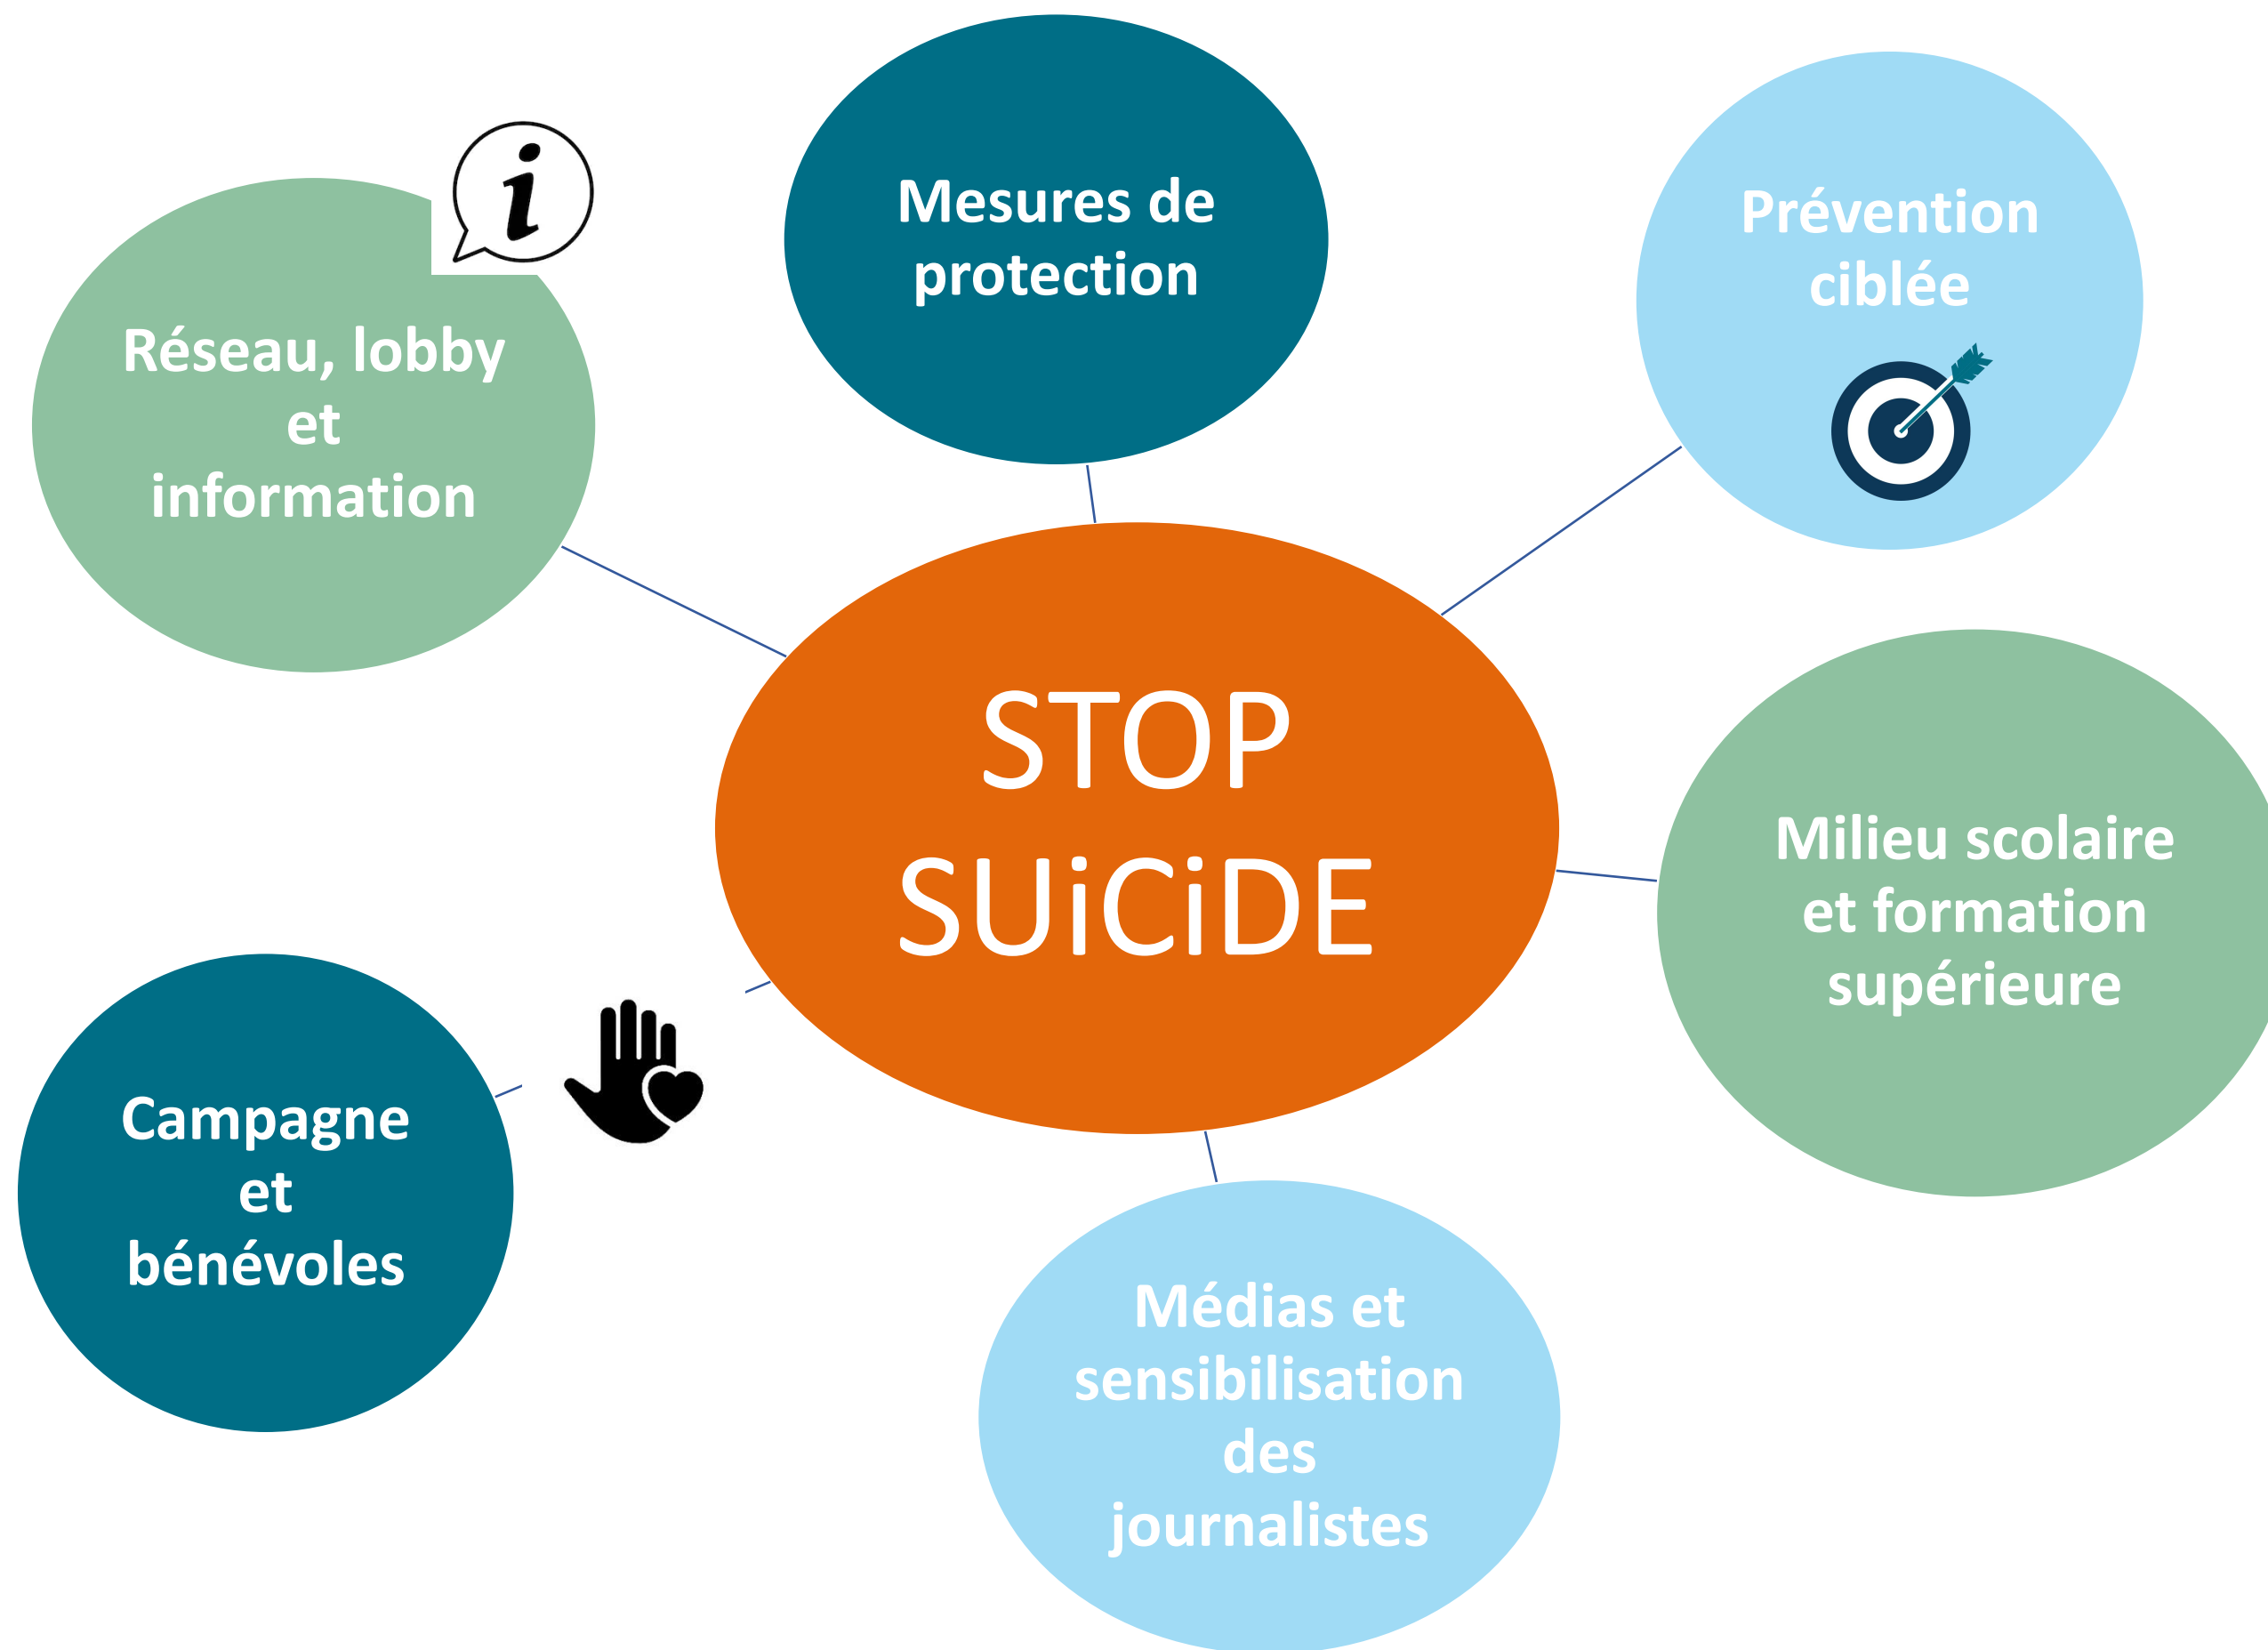 Mesures de
protection
Prévention
ciblée
Réseau, lobby
et
information
STOP
SUiCiDE
Milieu scolaire
et formation
supérieure
Campagne
et
bénévoles
Médias et
sensibilisation
des
journalistes